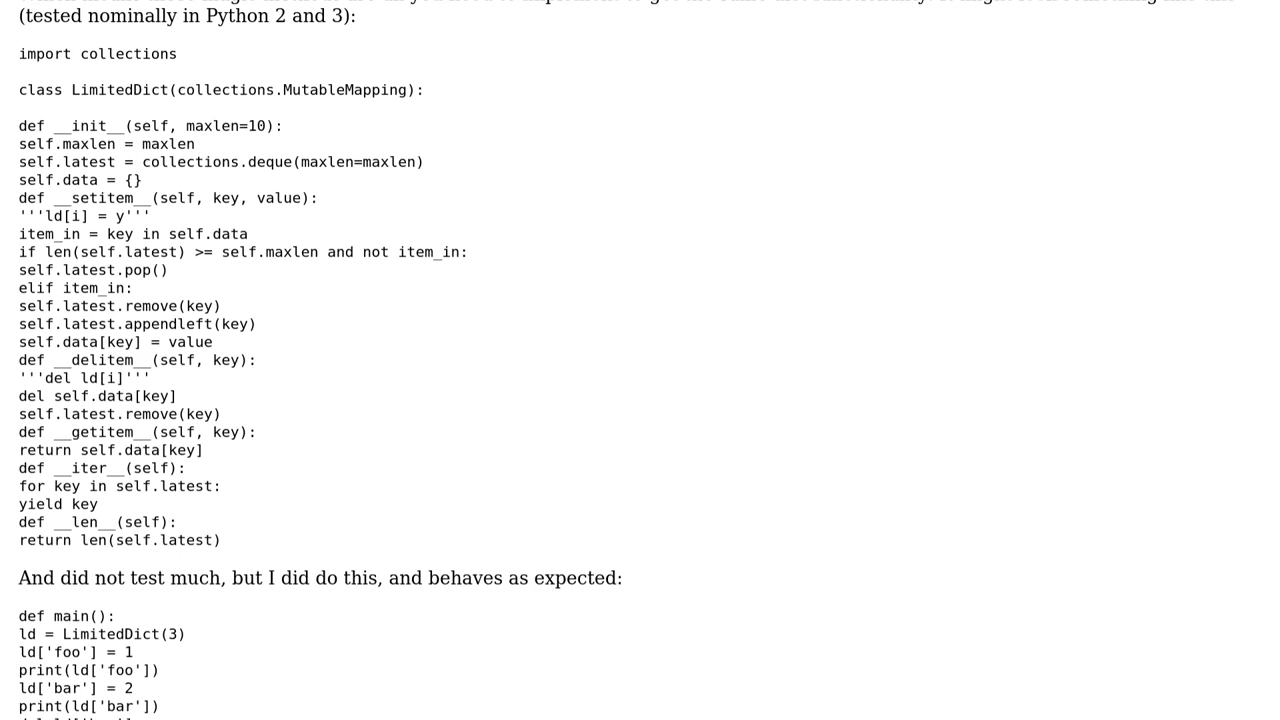 (tested nominally in Python 2 and 3):
import collections
class LimitedDict(collections.MutableMapping):
def __init__(self, maxlen=10):
self.maxlen = maxlen
self.latest = collections.deque(maxlen=maxlen)
self.data = {}
def __setitem__(self, key, value):
'''ld[i] = y'''
item_in = key in self.data
if len(self.latest) >= self.maxlen and not item_in:
self.latest.pop()
elif item_in:
self.latest.remove(key)
self.latest.appendleft(key)
self.data[key] = value
def __delitem__(self, key):
'''del ld[i]'''
del self.data[key]
self.latest.remove(key)
def __getitem__(self, key):
return self.data[key]
def __iter__(self):
for key in self.latest:
yield key
def __len__(self):
return len(self.latest)
And did not test much, but I did do this, and behaves as expected:
def main():
ld = LimitedDict(3)
ld['foo'] = 1
print(ld['foo'])
ld['bar'] = 2
print(ld['bar'])